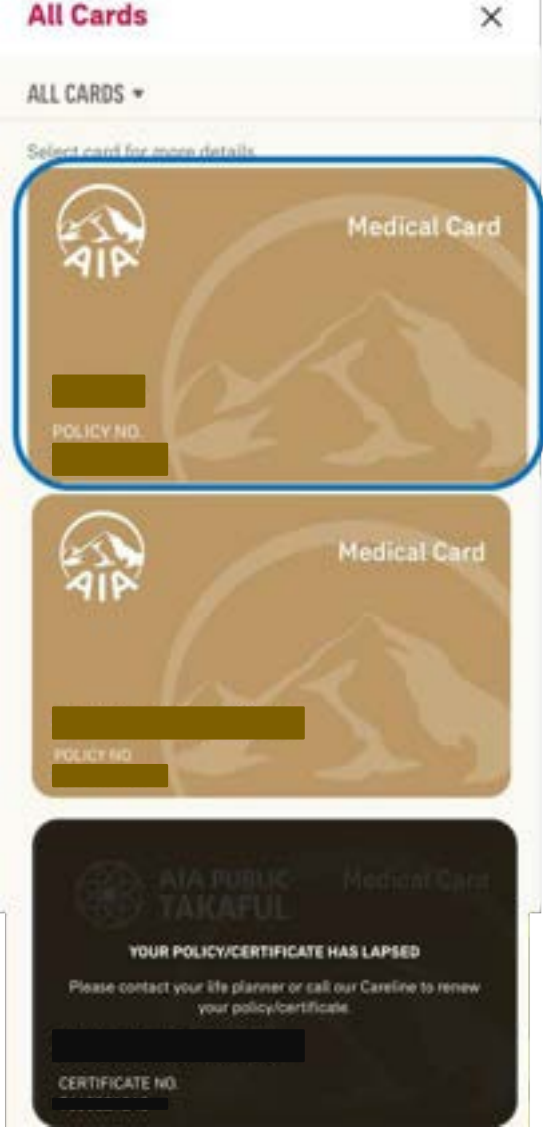 All Cards
ALL CARDS
Select card for more details
AIA
Medical Card
POLICY NO.
AIA
Medical Card
POLICY NO
AIA PUBLIC
TAKAFUL
Medical Card
YOUR POLICY/CERTIFICATE HAS LAPSED
Please contact your life planner or call our Careline to renew
your policy/certificate.
CERTIFICATE NO.